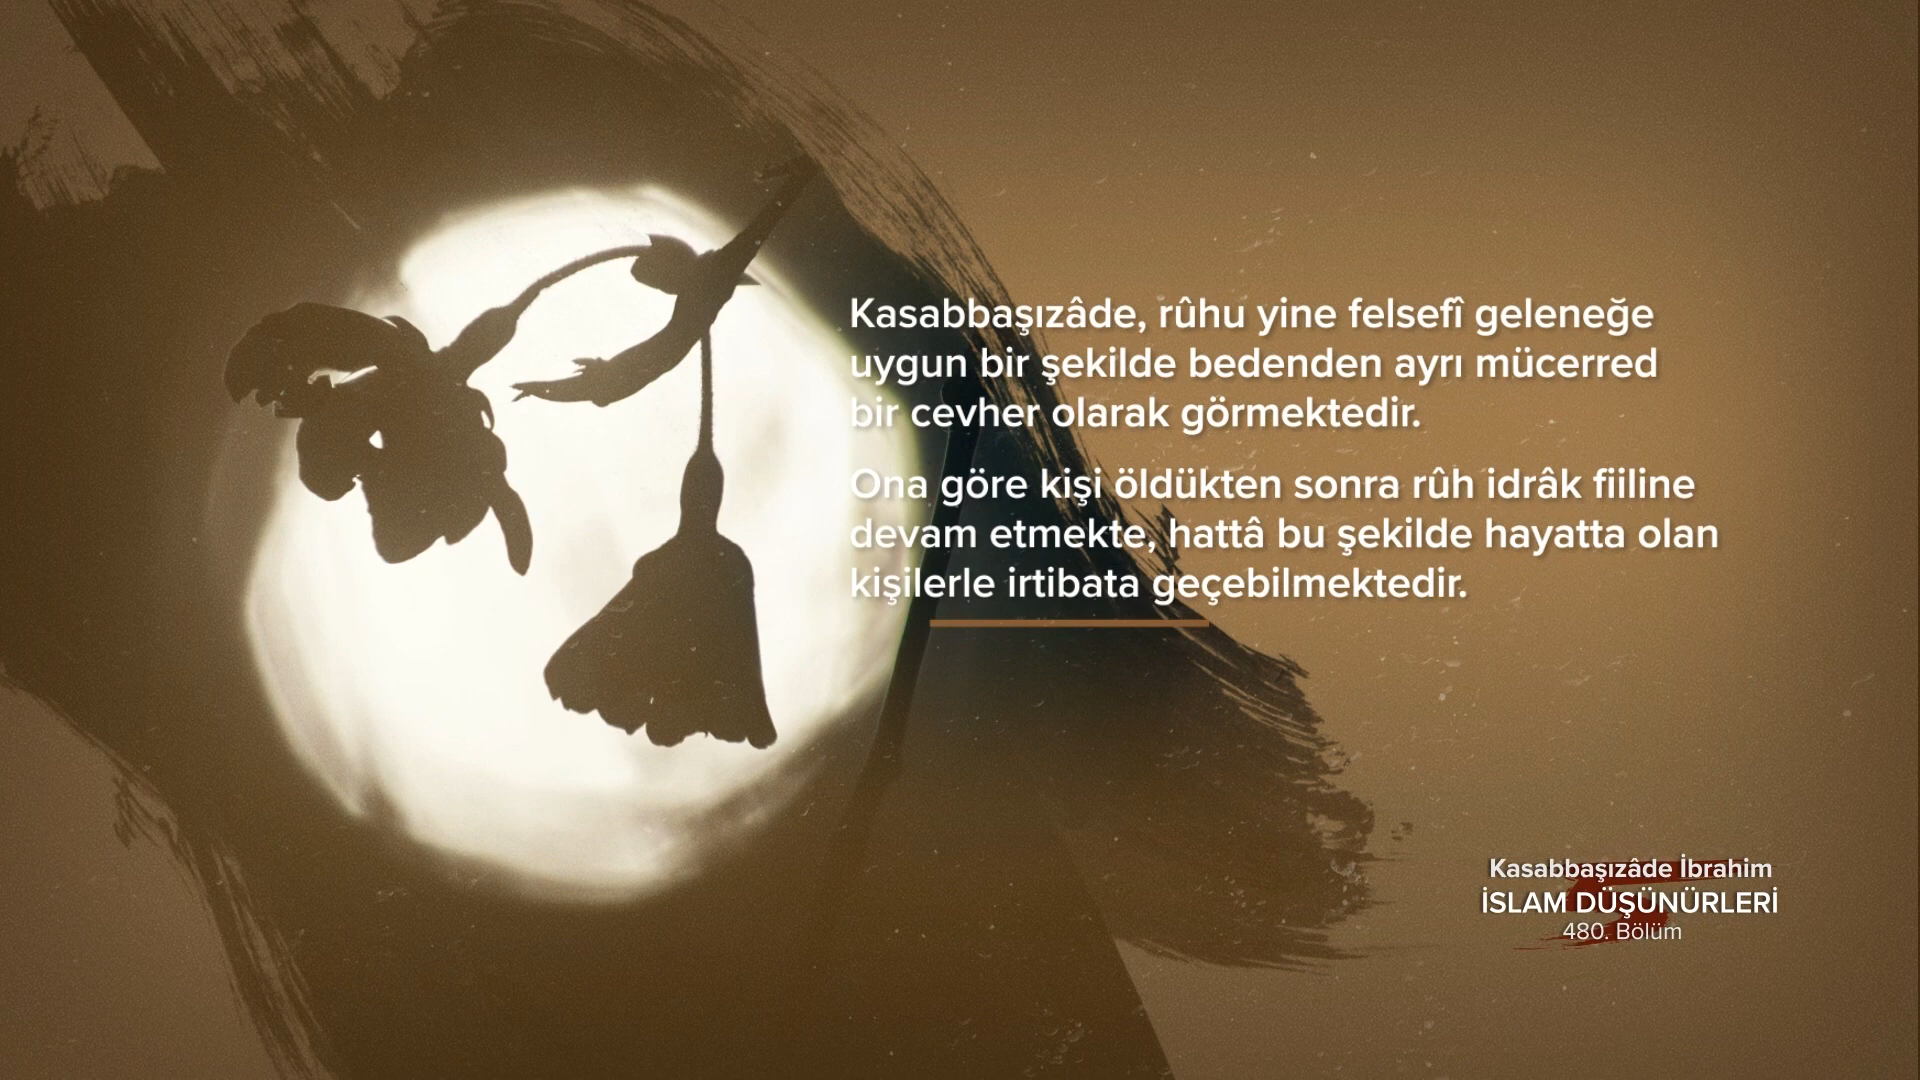 Kasabbaşızâde, rûhu yine felsefî geleneğe
uygun bir şekilde bedenden ayrı mücerred
bir cevher olarak görmektedir.
Ona göre kişi öldükten sonra rûh idrâk fiiline
devam etmekte, hattâ bu şekilde hayatta olan
kişilerle irtibata geçebilmektedir.
Kasabbaşızâde İbrahim
İSLAM DÜŞÜNÜRLERİ
480. Bölüm